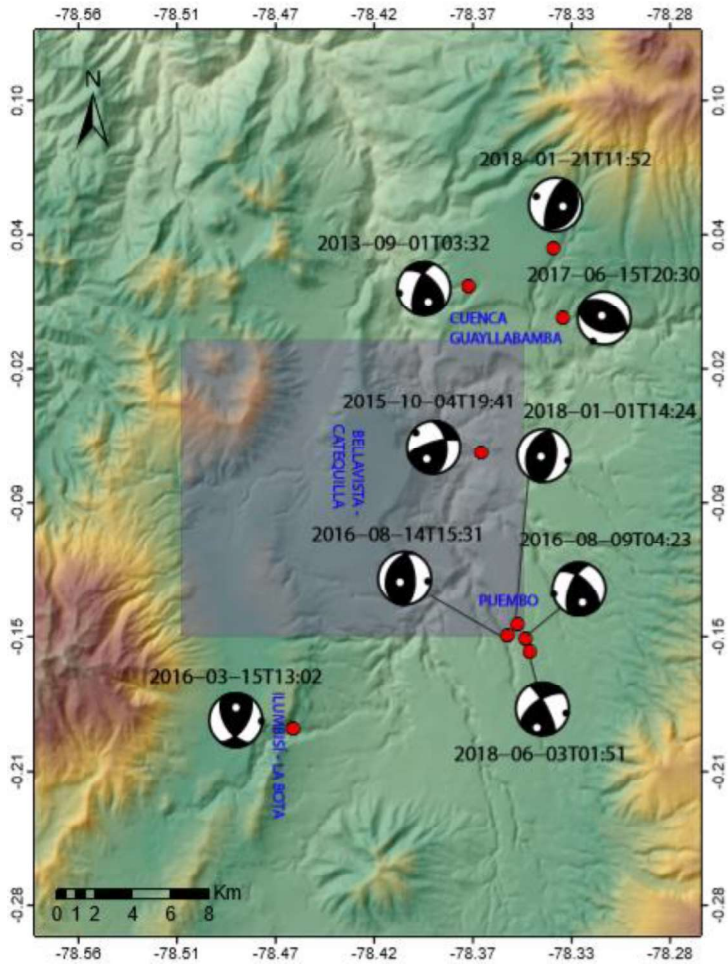 -78.56 -78.51 -78.46 -78.42 -78.37 -78.33 -78.28
N
0.10
0.10
2018–01–21T11:52
0.04
0.04
2013–09–01T03:32
2017–06–15T20:30
CUENCA
GUAYLLABAMBA
-0.02
-0.02
2015–10–04T19:41
2018–01–01T14:24
BELLAVISTA -
CATEQUILLA
-0.09
-0.09
2016–08–14T15:31
2016–08–09T04:23
PUEMBO
-0.15
-0.15
2016–03–15T13:02
ILUMBISÍ - LA BOTA
2018–06–03T01:51
-0.21
-0.21
Km
0 1 2 4 6 8
-0.28
-0.28
-78.56 -78.51 -78.46 -78.42 -78.37 -78.33 -78.28